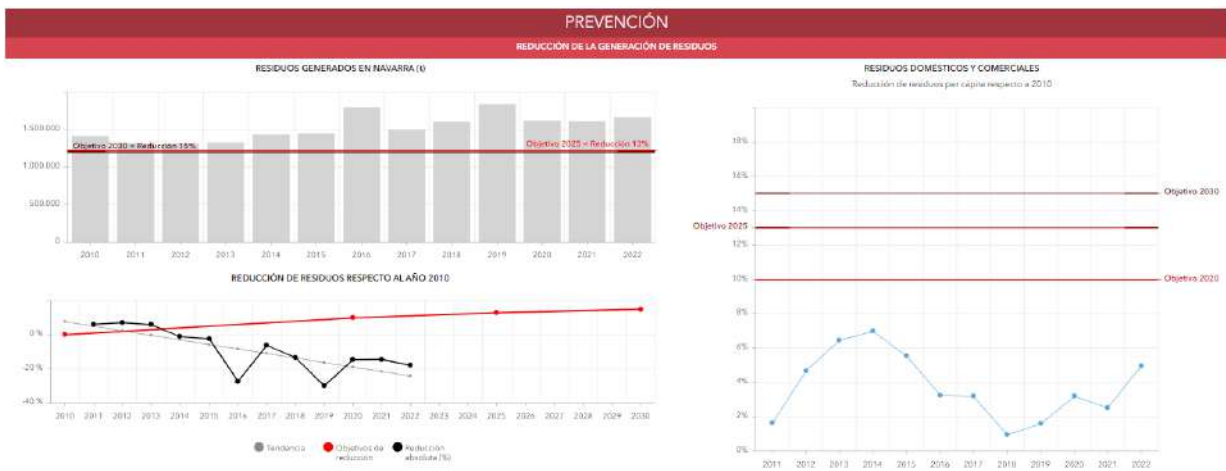 PREVENCIÓN
REDUCCIÓN DE LA GENERACIÓN DE RESIDUOS
RESIDUOS GENERADOS EN NAVARRA (t)
1.500.000
1.000.000
500.000
0
Objetivo 2030 = Reducción 15%
Objetivo 2025 = Reducción 13%
2010 2011 2012 2013 2014 2015 2016 2017 2018 2019 2020 2021 2022
REDUCCIÓN DE RESIDUOS RESPECTO AL AÑO 2010
0 %
-20 %
-40 %
2010 2011 2012 2013 2014 2015 2016 2017 2018 2019 2020 2021 2022 2023 2024 2025 2026 2027 2028 2029 2030
Tendencia
Objetivos de
reducción
Reducción
absoluta (%)
RESIDUOS DOMÉSTICOS Y COMERCIALES
Reducción de residuos per cápita respecto a 2010
18%
16%
Objetivo 2030
14%
Objetivo 2025
12%
10%
Objetivo 2020
8%
6%
4%
2%
0%
2011 2012 2013 2014 2015 2016 2017 2018 2019 2020 2021 2022